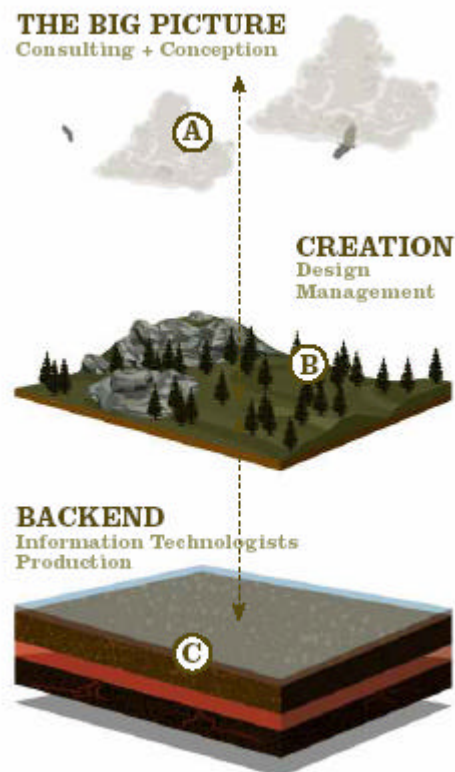 THE BIG PICTURE
Consulting + Conception
A
CREATION
Design
Management
B
BACKEND
Information Technologists
Production
C